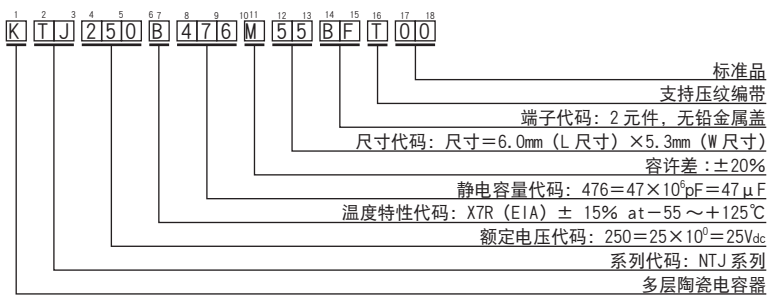 1 2 3 4 5 6 7 8 9 10 11 12 13 14 15 16 17 18
K T J 2 5 0 B 4 7 6 M 5 5 B F T 0 0
标准品
支持压纹编带
端子代码：2 元件，无铅金属盖
尺寸代码：尺寸＝6.0mm（L 尺寸）×5.3mm（W 尺寸）
容许差：±20%
静电容量代码：476＝47×10⁶pF＝47μF
温度特性代码：X7R（EIA）± 15% at－55～＋125℃
额定电压代码：250＝25×10⁰＝25Vdc
系列代码：NTJ 系列
多层陶瓷电容器